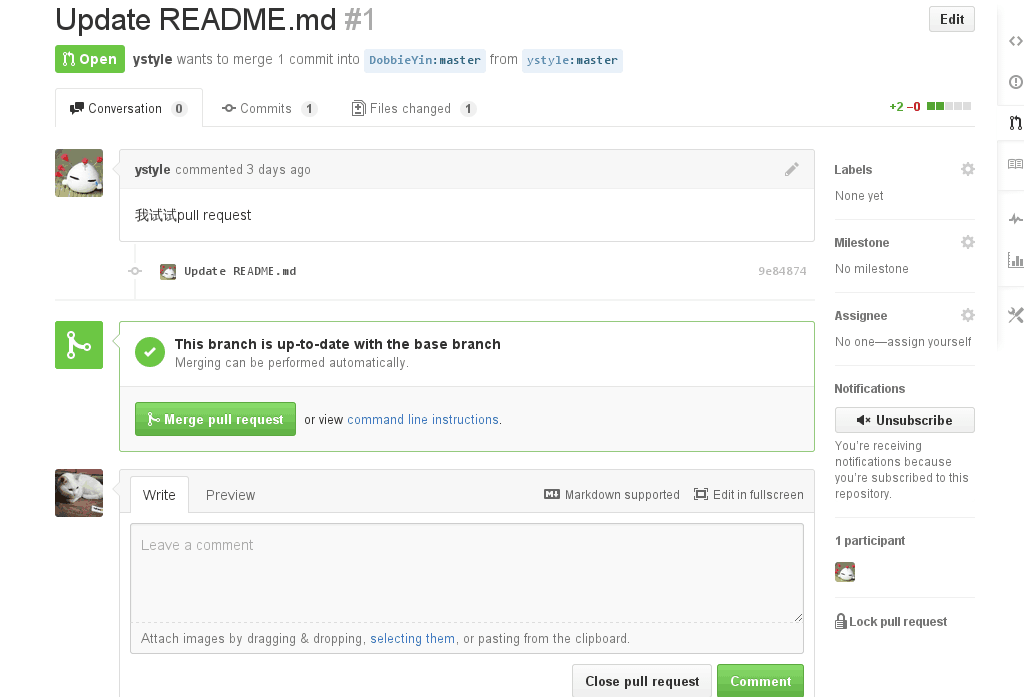 Update README.md #1
Edit
Open ystyle wants to merge 1 commit into DobbieYin:master from ystyle:master
Conversation 0 Commits 1 Files changed 1 +2 −0
ystyle commented 3 days ago
我试试pull request
Update README.md 9e84874
This branch is up-to-date with the base branch
Merging can be performed automatically.
Merge pull request or view command line instructions.
Write Preview Markdown supported Edit in fullscreen
Leave a comment
Attach images by dragging & dropping, selecting them, or pasting from the clipboard.
Close pull request Comment
Labels
None yet
Milestone
No milestone
Assignee
No one—assign yourself
Notifications
Unsubscribe
You’re receiving
notifications because
you’re subscribed to this
repository.
1 participant
Lock pull request